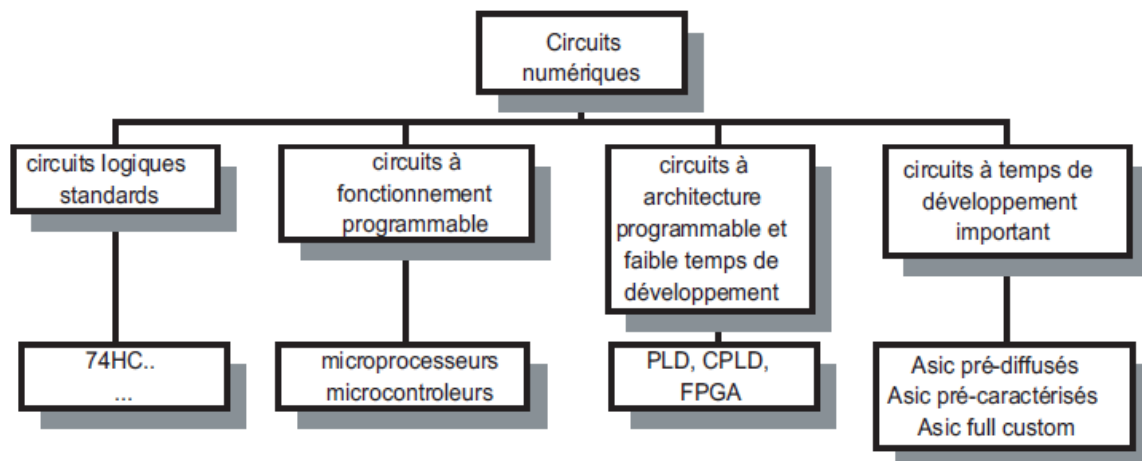 Circuits
numériques
circuits logiques
standards
circuits à
fonctionnement
programmable
circuits à
architecture
programmable et
faible temps de
développement
circuits à temps de
développement
important
74HC..
...
microprocesseurs
microcontroleurs
PLD, CPLD,
FPGA
Asic pré-diffusés
Asic pré-caractérisés
Asic full custom